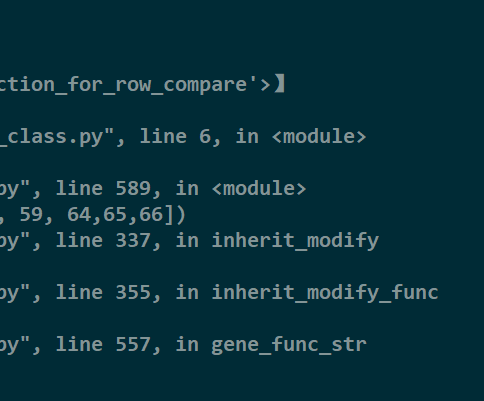 ction_for_row_compare'>】
_class.py", line 6, in <module>
py", line 589, in <module>
, 59, 64,65,66])
py", line 337, in inherit_modify
py", line 355, in inherit_modify_func
py", line 557, in gene_func_str